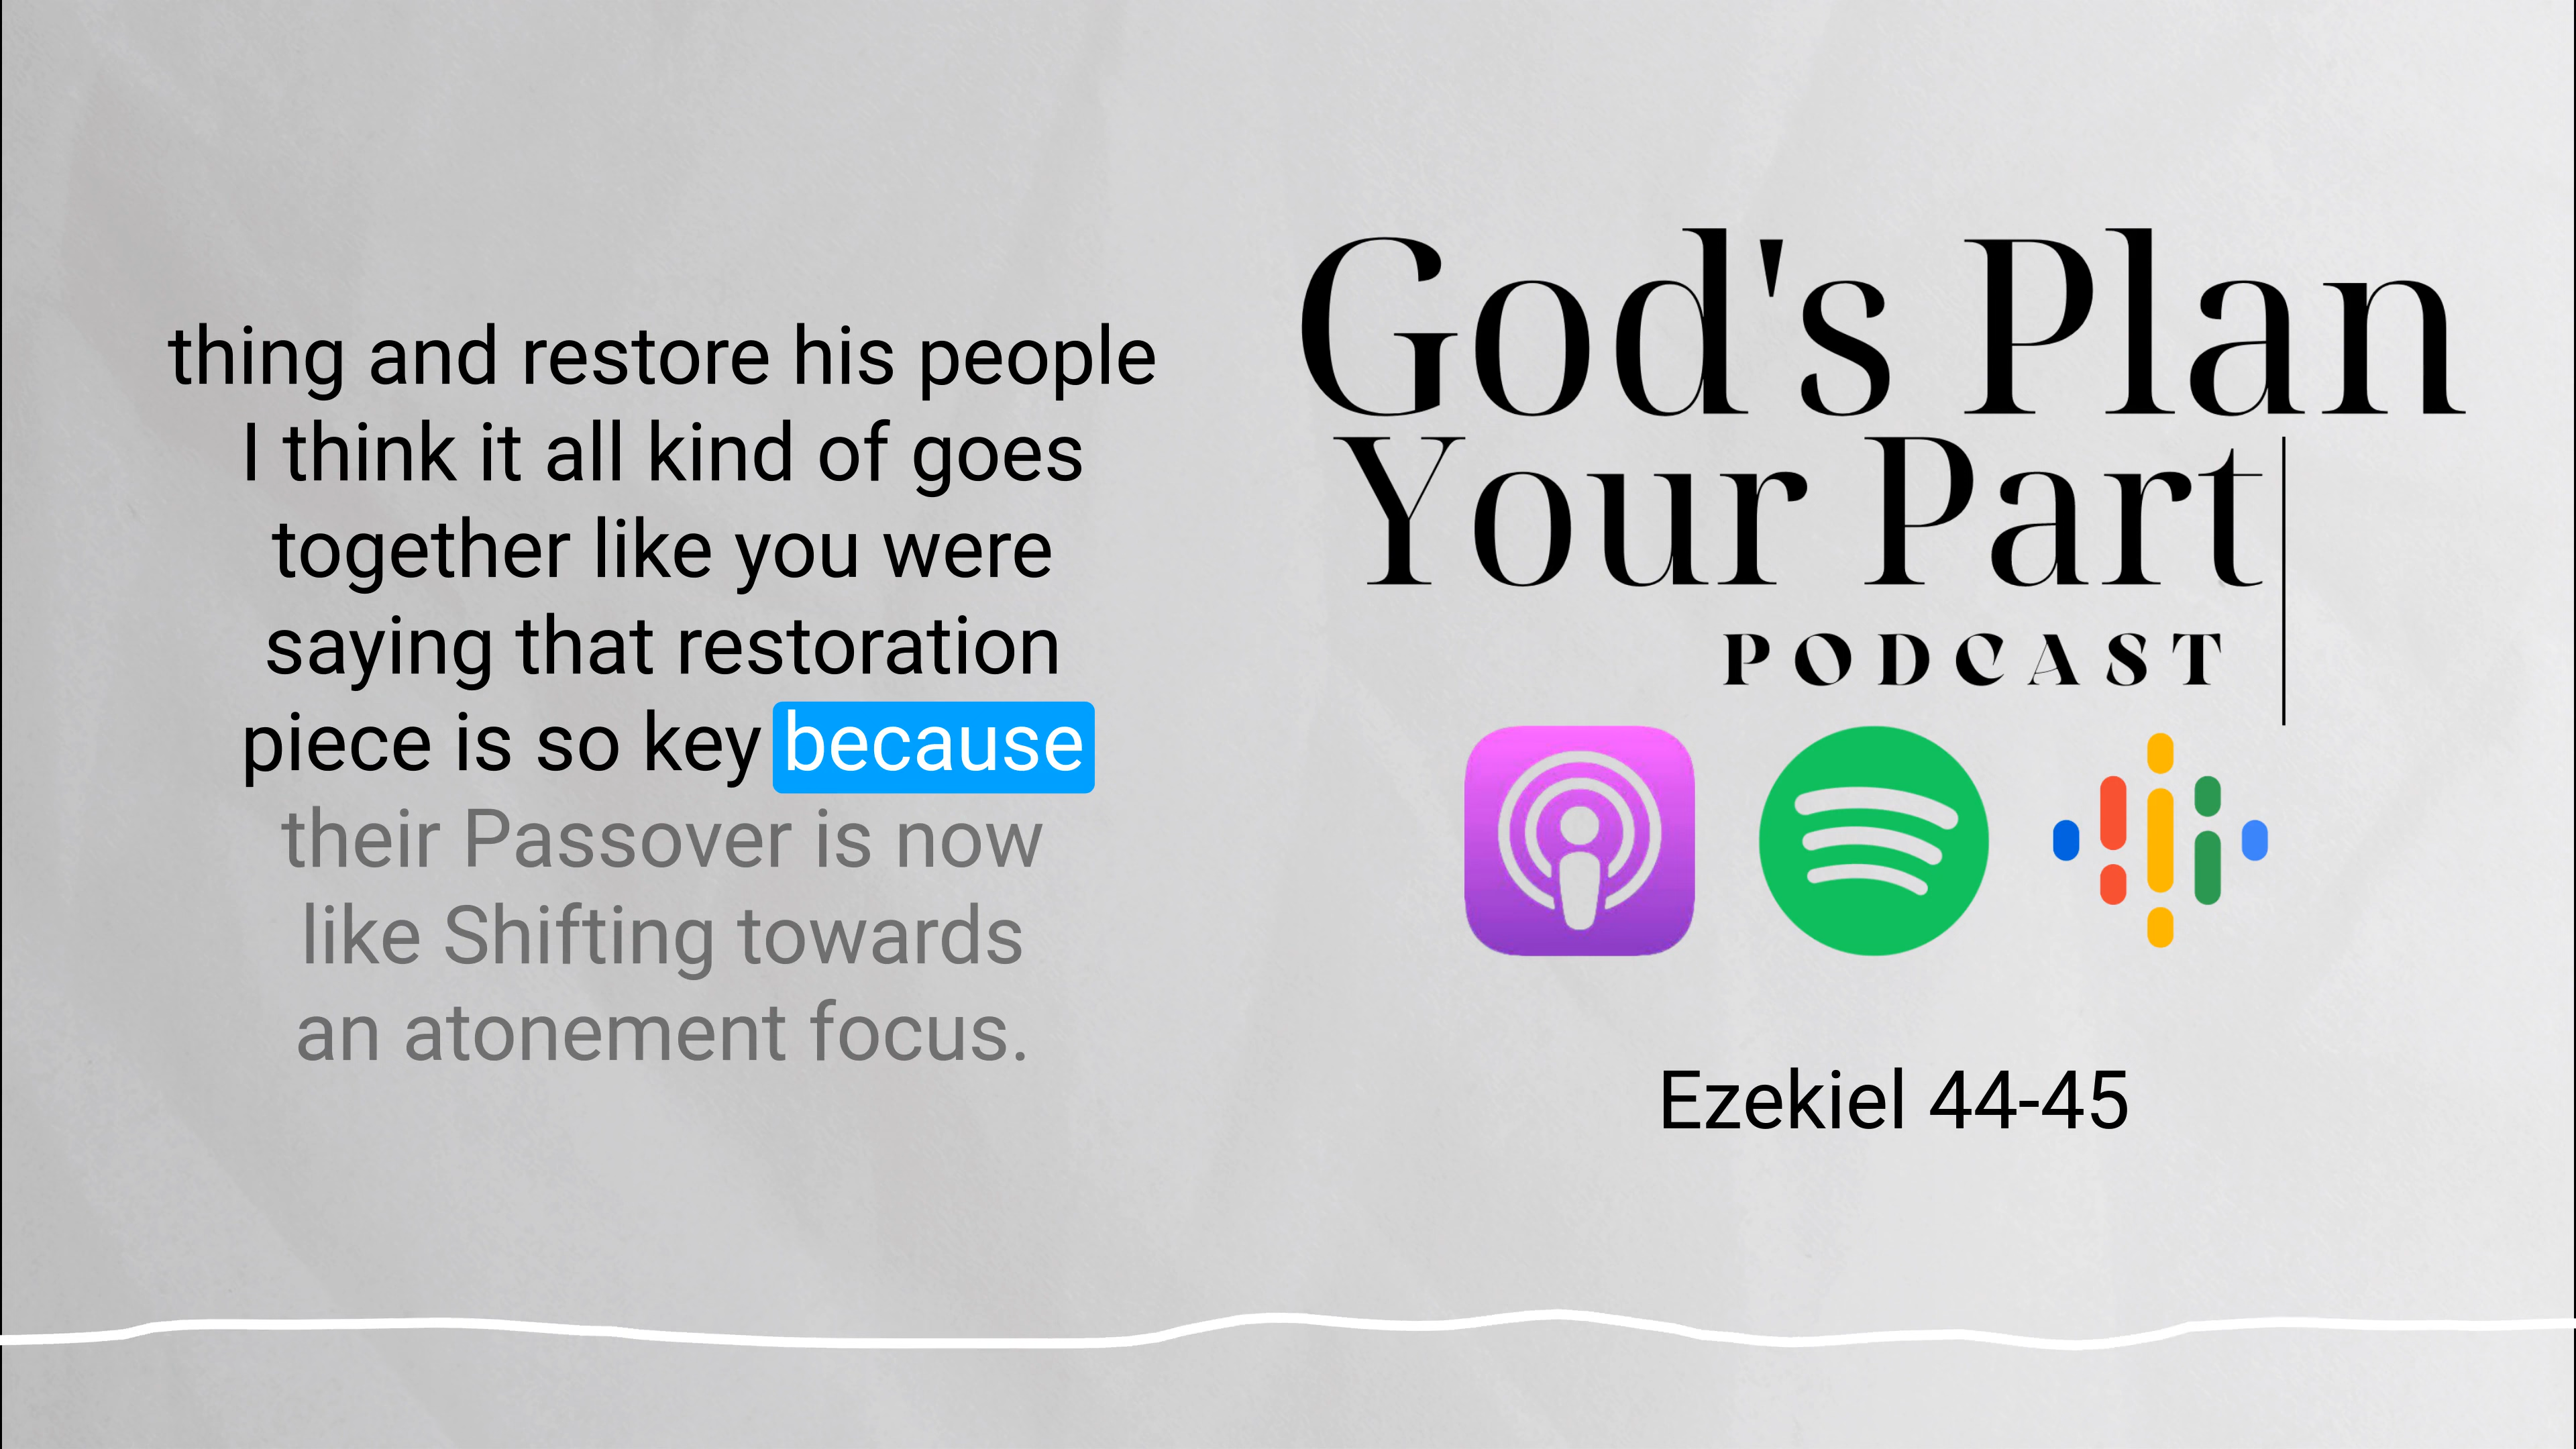 thing and restore his people
I think it all kind of goes
together like you were
saying that restoration
piece is so key because
their Passover is now
like Shifting towards
an atonement focus.
God's Plan
Your Part
PODCAST
Ezekiel 44-45